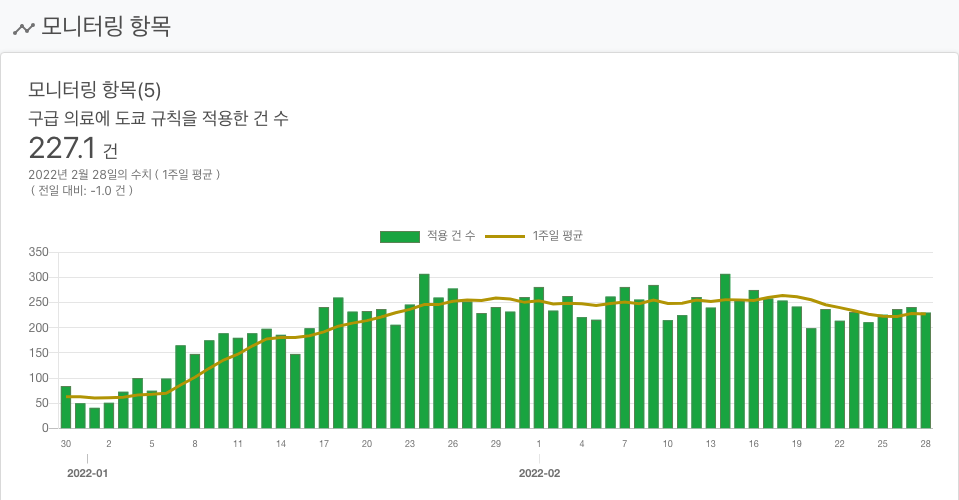 모니터링 항목
모니터링 항목(5)
구급 의료에 도쿄 규칙을 적용한 건 수
227.1 건
2022년 2월 28일의 수치 ( 1주일 평균 )
( 전일 대비: -1.0 건 )
적용 건 수 1주일 평균
350
300
250
200
150
100
50
0
30 2 5 8 11 14 17 20 23 26 29 1 4 7 10 13 16 19 22 25 28
2022-01 2022-02